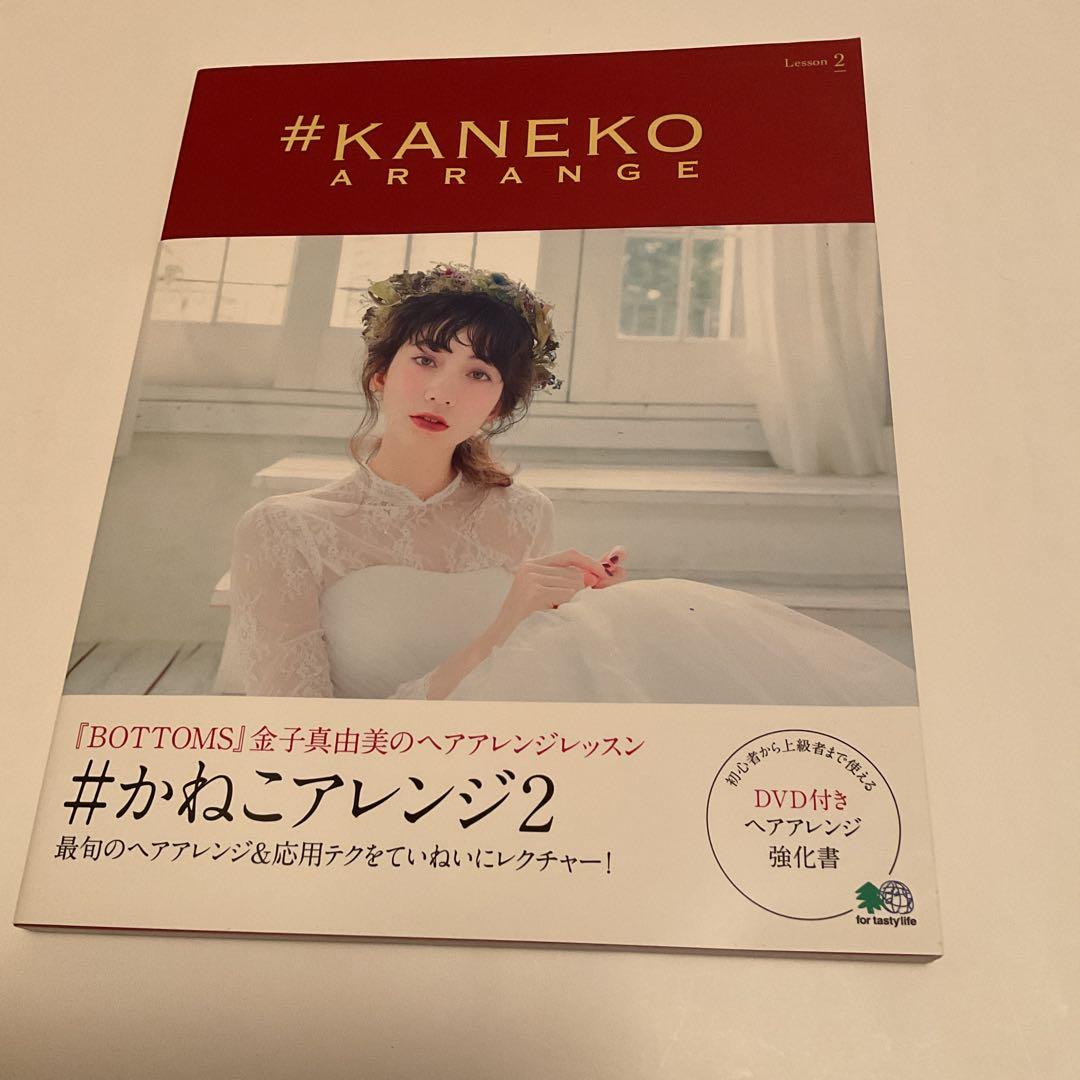 Lesson 2
#KANEKO
ARRANGE
『BOTTOMS』金子真由美のヘアアレンジレッスン
#かねこアレンジ2
最旬のヘアアレンジ&応用テクをていねいにレクチャー!
初心者から上級者まで使える
DVD付き
ヘアアレンジ
強化書
for tastylife